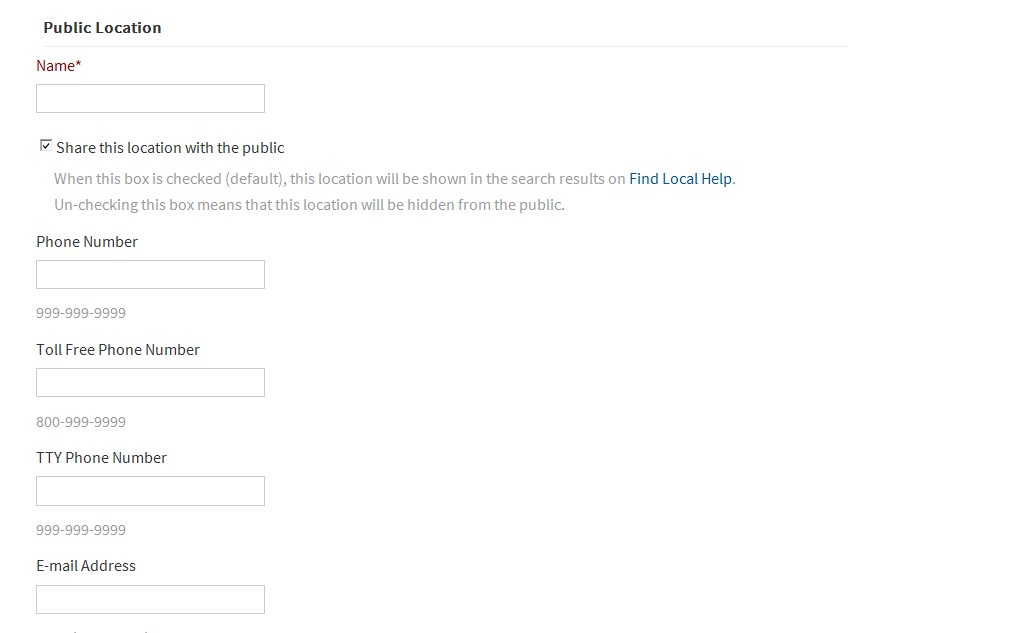 Public Location
Name*
Share this location with the public
When this box is checked (default), this location will be shown in the search results on Find Local Help.
Un-checking this box means that this location will be hidden from the public.
Phone Number
999-999-9999
Toll Free Phone Number
800-999-9999
TTY Phone Number
999-999-9999
E-mail Address